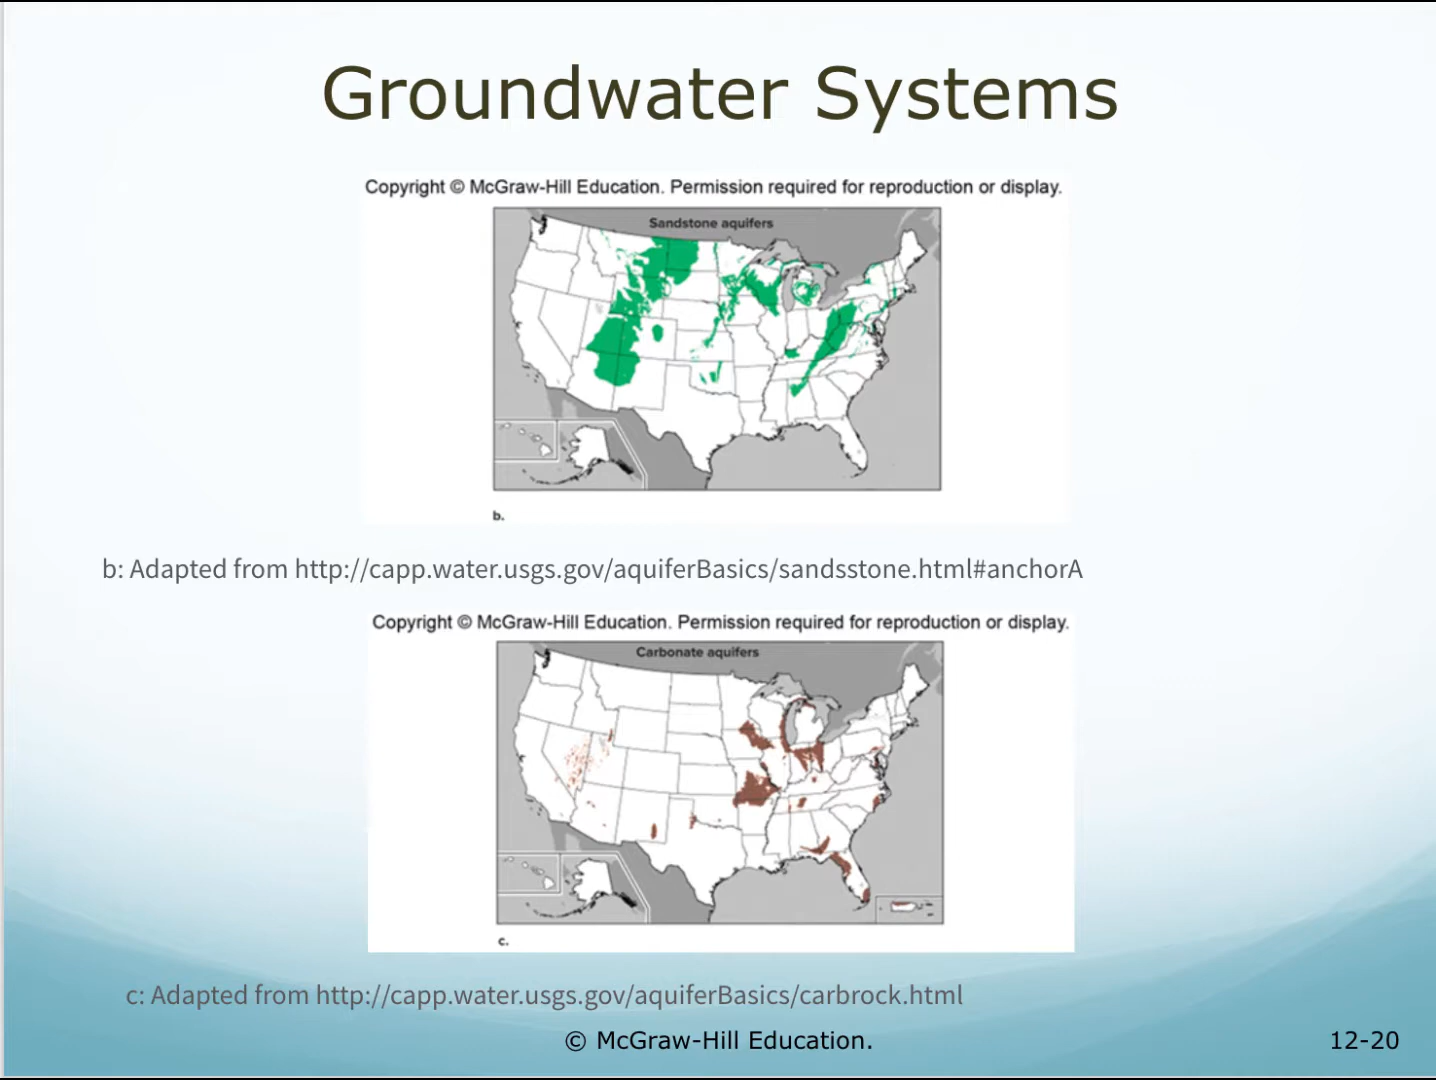 Groundwater Systems
Copyright © McGraw-Hill Education. Permission required for reproduction or display.
Sandstone aquifers
b.
b: Adapted from http://capp.water.usgs.gov/aquiferBasics/sandsstone.html#anchorA
Copyright © McGraw-Hill Education. Permission required for reproduction or display.
Carbonate aquifers
c.
c: Adapted from http://capp.water.usgs.gov/aquiferBasics/carbrock.html
© McGraw-Hill Education.
12-20